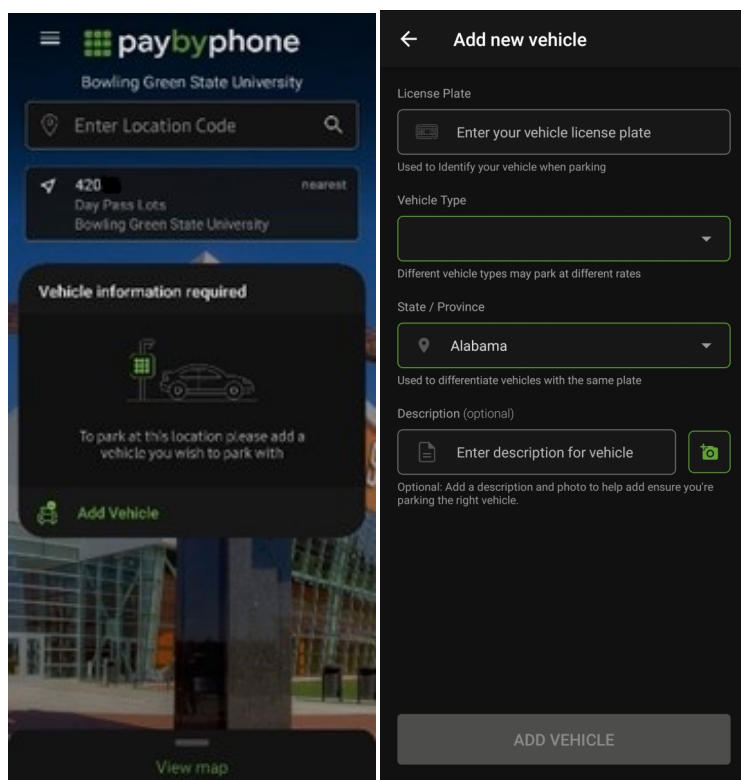 paybyphone
Bowling Green State University
Enter Location Code
420
nearest
Day Pass Lots
Bowling Green State University
Vehicle information required
To park at this location please add a
vehicle you wish to park with
Add Vehicle
View map
Add new vehicle
License Plate
Enter your vehicle license plate
Used to Identify your vehicle when parking
Vehicle Type
Different vehicle types may park at different rates
State / Province
Alabama
Used to differentiate vehicles with the same plate
Description (optional)
Enter description for vehicle
Optional: Add a description and photo to help add ensure you're
parking the right vehicle.
ADD VEHICLE